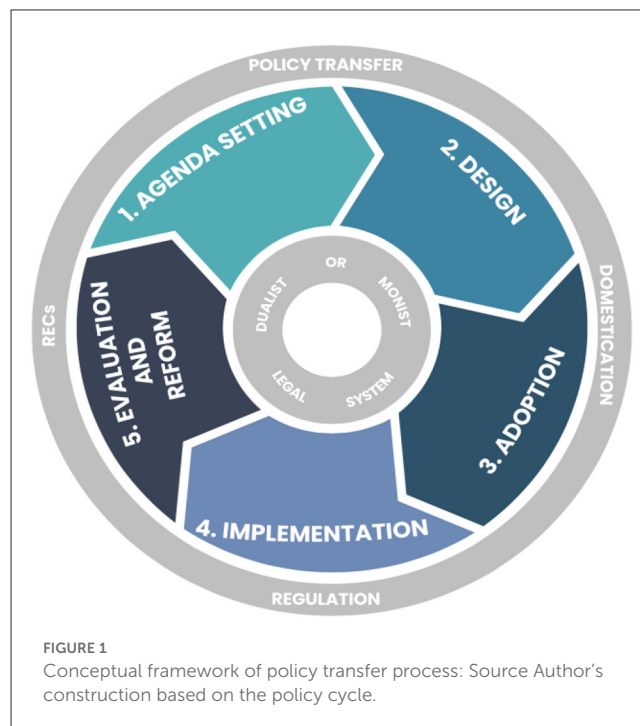 POLICY TRANSFER
1. AGENDA SETTING
2. DESIGN
DOMESTICATION
3. ADOPTION
4. IMPLEMENTATION
REGULATION
5. EVALUATION
AND
REFORM
RECs
DUALIST OR MONIST
LEGAL SYSTEM
FIGURE 1
Conceptual framework of policy transfer process: Source Author's
construction based on the policy cycle.